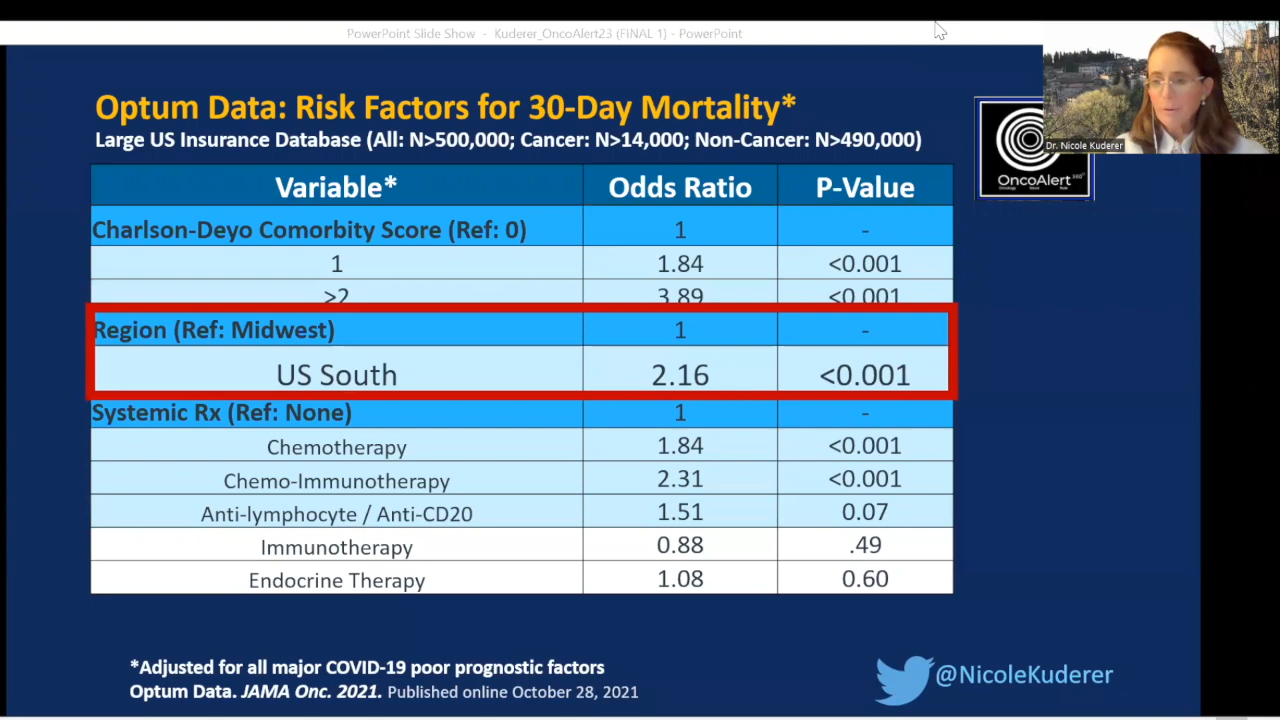 PowerPoint Slide Show - Kuderer_OncoAlert23 (FINAL 1) - PowerPoint
Optum Data: Risk Factors for 30-Day Mortality*
Large US Insurance Database (All: N>500,000; Cancer: N>14,000; Non-Cancer: N>490,000)
Dr. Nicole Kuderer
OncoAlert
Variable* Odds Ratio P-Value
Charlson-Deyo Comorbity Score (Ref: 0) 1 -
1 1.84 <0.001
>2 3.89 <0.001
Region (Ref: Midwest) 1 -
US South 2.16 <0.001
Systemic Rx (Ref: None) 1 -
Chemotherapy 1.84 <0.001
Chemo-Immunotherapy 2.31 <0.001
Anti-lymphocyte / Anti-CD20 1.51 0.07
Immunotherapy 0.88 .49
Endocrine Therapy 1.08 0.60
*Adjusted for all major COVID-19 poor prognostic factors
Optum Data. JAMA Onc. 2021. Published online October 28, 2021
@NicoleKuderer